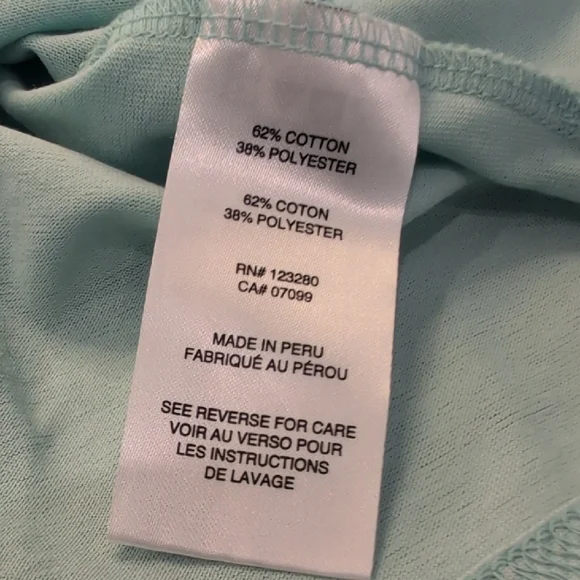 62% COTTON
38% POLYESTER
62% COTON
38% POLYESTER
RN# 123280
CA# 07099
MADE IN PERU
FABRIQUÉ AU PÉROU
SEE REVERSE FOR CARE
VOIR AU VERSO POUR
LES INSTRUCTIONS
DE LAVAGE